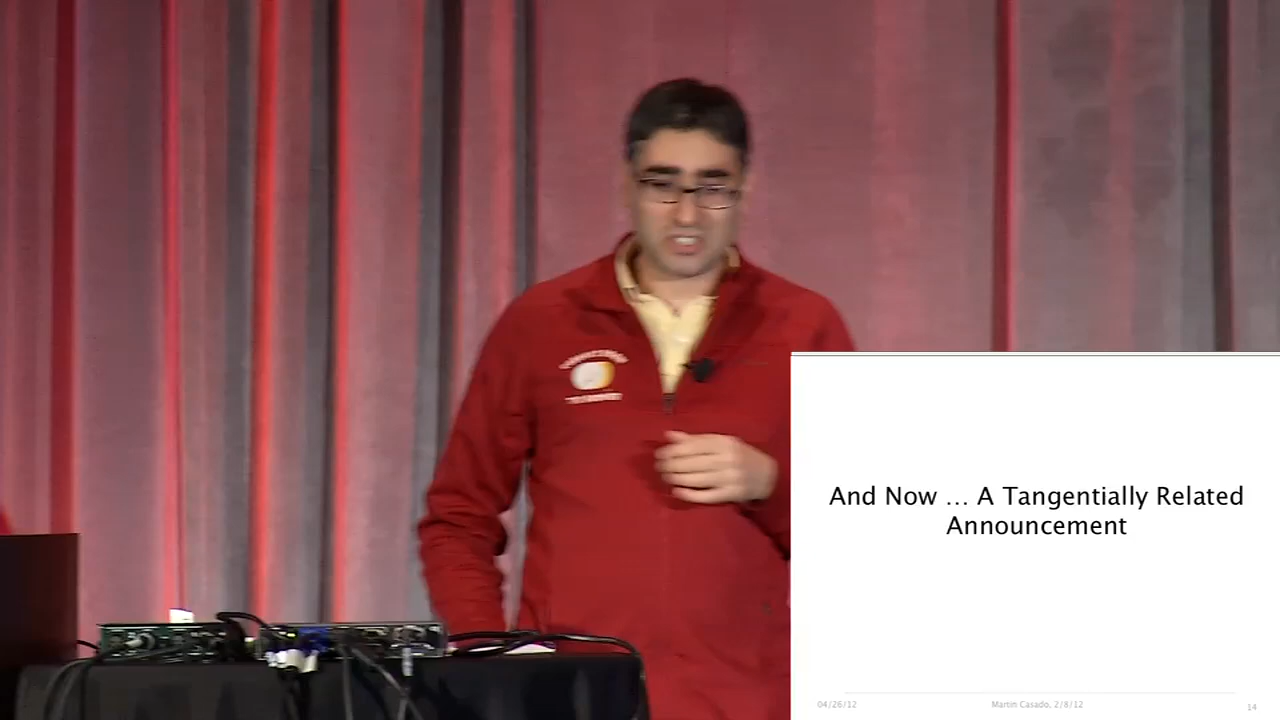 And Now … A Tangentially Related
Announcement
04/26/12
Martin Casado, 2/8/12
14